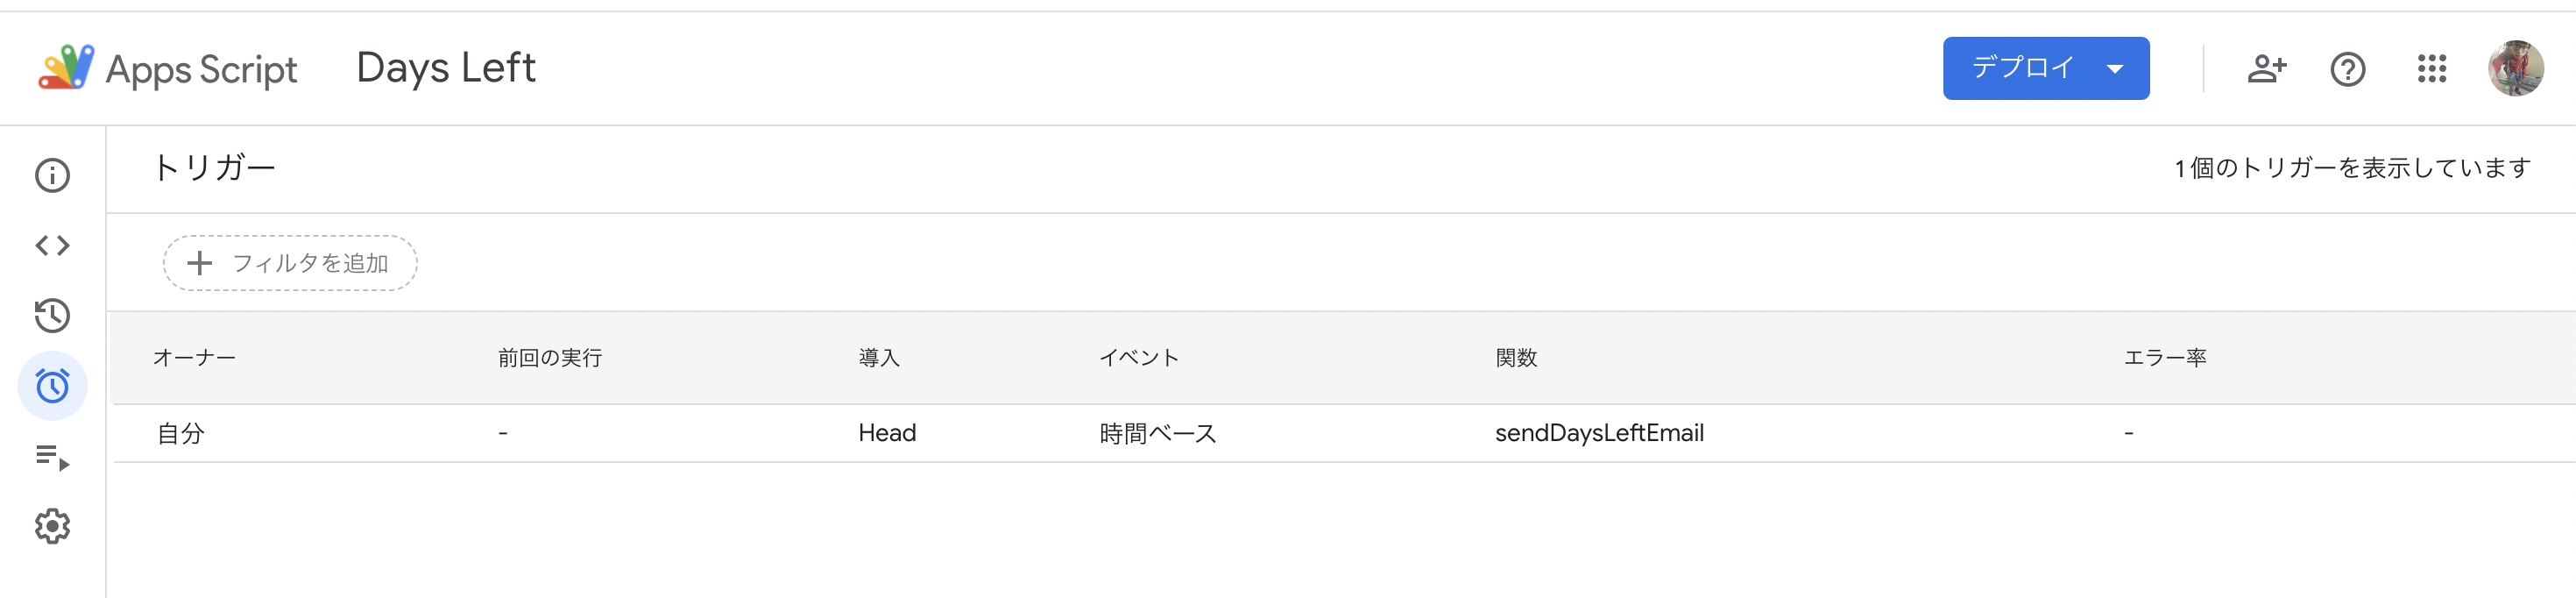 Apps Script
Days Left
デプロイ
トリガー
1 個のトリガーを表示しています
フィルタを追加
オーナー 前回の実行 導入 イベント 関数 エラー率
自分 - Head 時間ベース sendDaysLeftEmail -